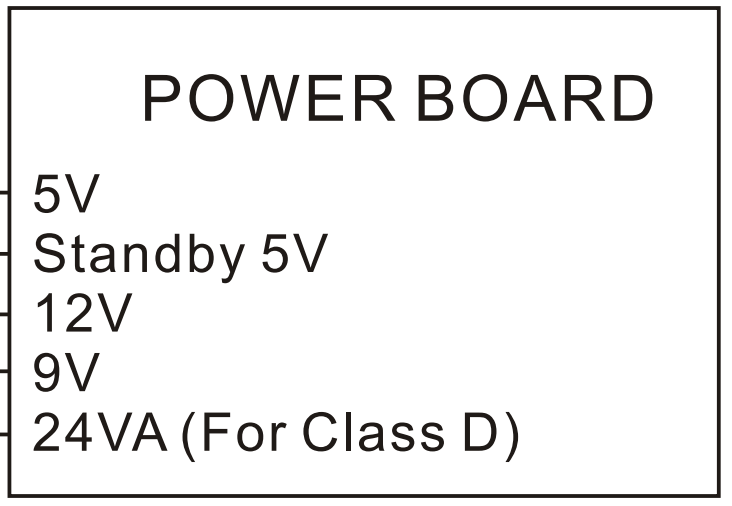 POWER BOARD
5V
Standby 5V
12V
9V
24VA (For Class D)